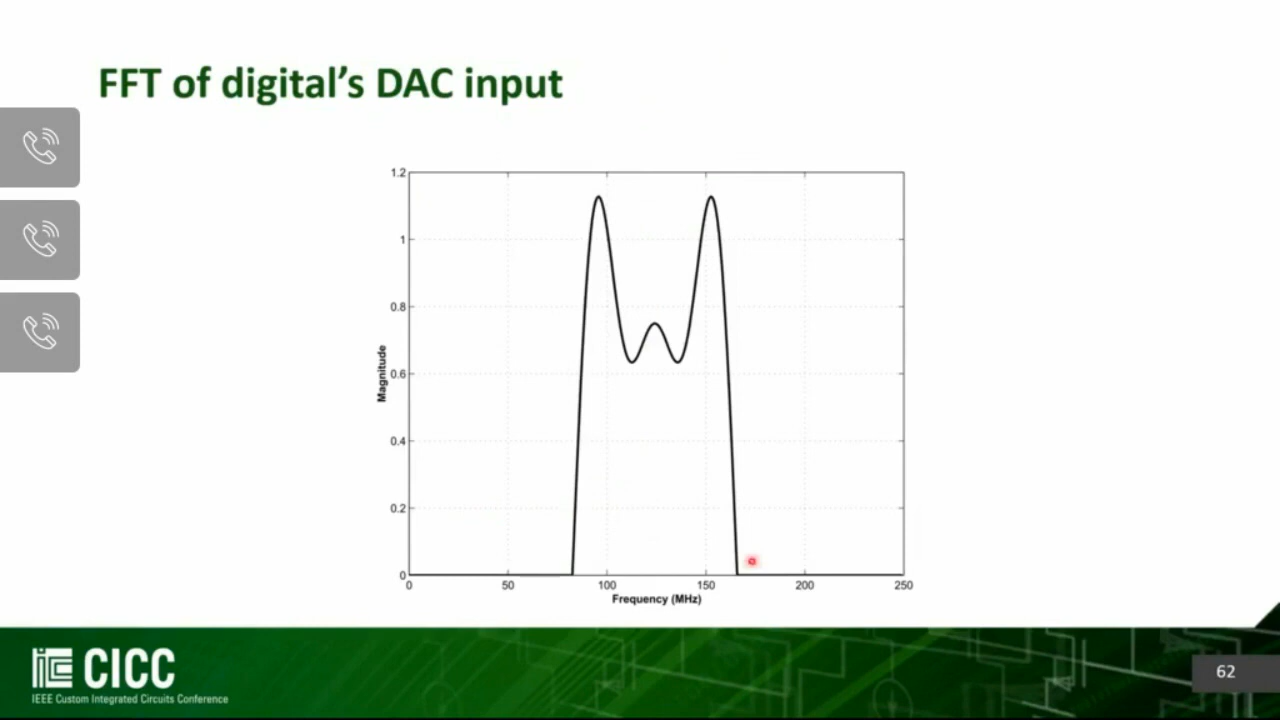 FFT of digital's DAC input
1.2
1
0.8
0.6
0.4
0.2
0
Magnitude
0 50 100 150 200 250
Frequency (MHz)
CICC
IEEE Custom Integrated Circuits Conference
62